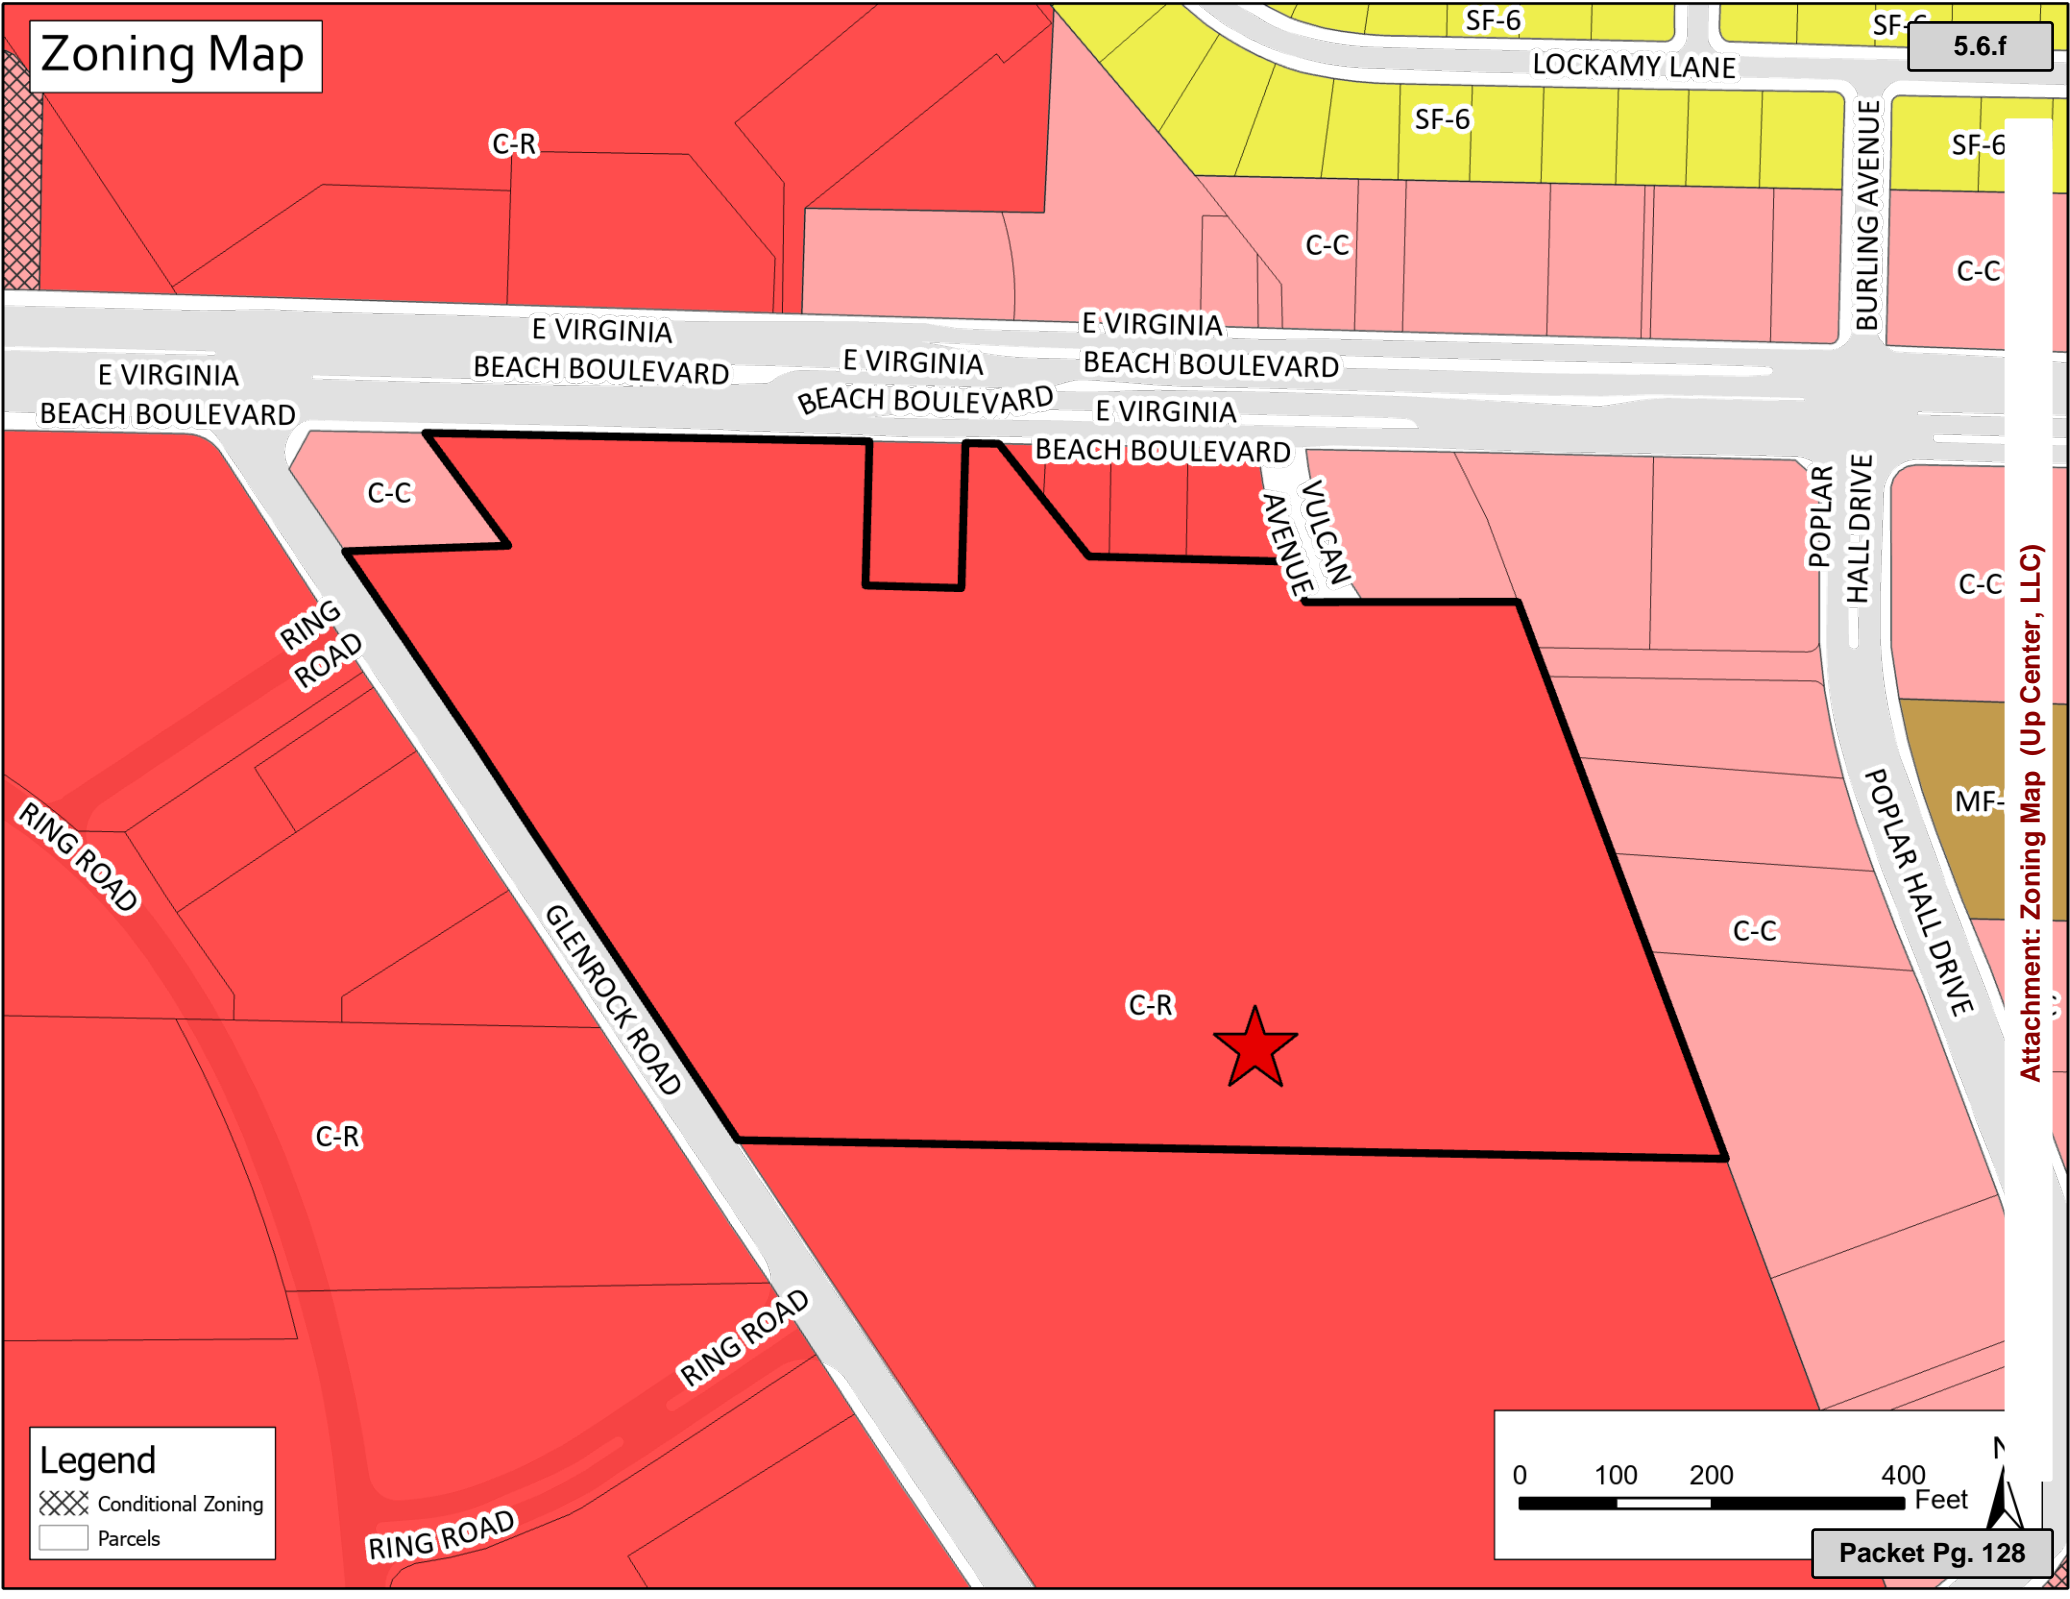 Zoning Map
SF-6
SF-6
5.6.f
LOCKAMY LANE
SF-6
SF-6
C-R
BURLING AVENUE
C-C
C-C
E VIRGINIA
BEACH BOULEVARD
E VIRGINIA
BEACH BOULEVARD
E VIRGINIA
BEACH BOULEVARD
E VIRGINIA
BEACH BOULEVARD
E VIRGINIA
BEACH BOULEVARD
C-C
VULCAN
AVENUE
POPLAR
HALL DRIVE
C-C
RING
ROAD
RING ROAD
MF-
POPLAR HALL DRIVE
C-C
GLENROCK ROAD
C-R
C-R
RING ROAD
RING ROAD
Attachment: Zoning Map (Up Center, LLC)
Legend
Conditional Zoning
Parcels
0 100 200 400
Feet
N
Packet Pg. 128